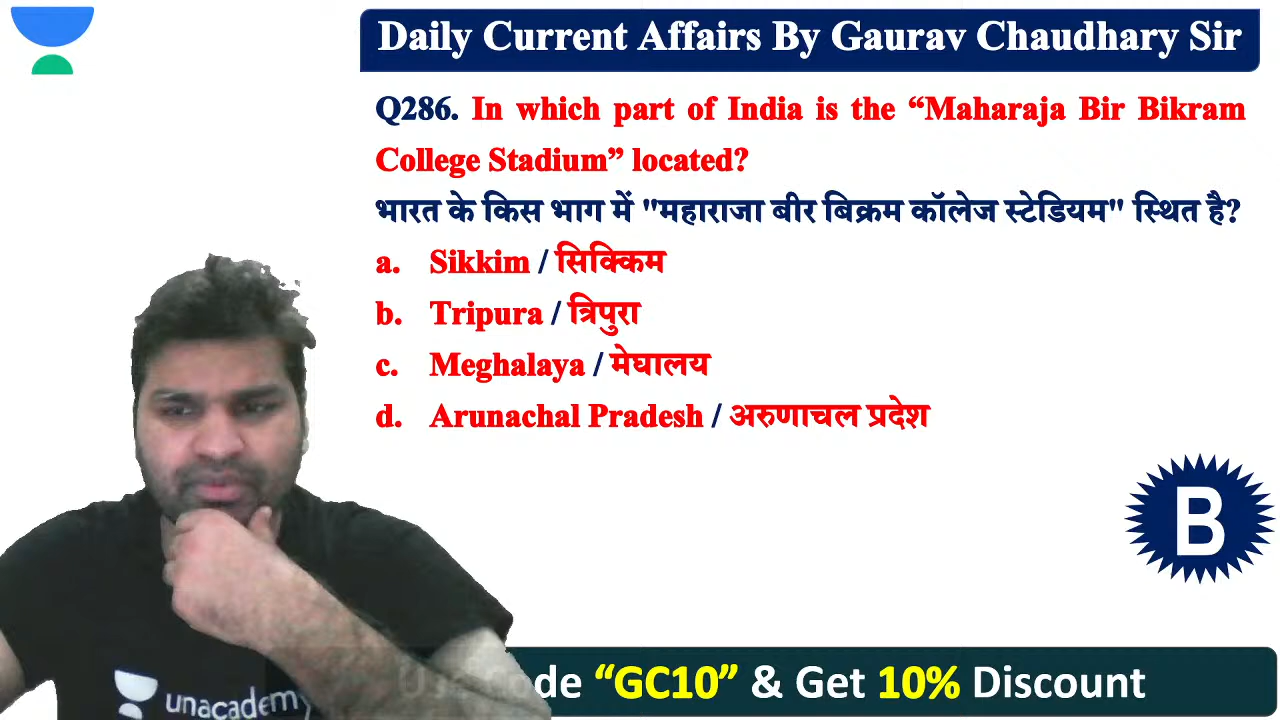 Daily Current Affairs By Gaurav Chaudhary Sir
Q286. In which part of India is the “Maharaja Bir Bikram
College Stadium” located?
भारत के किस भाग में "महाराजा बीर बिक्रम कॉलेज स्टेडियम" स्थित है?
a. Sikkim / सिक्किम
b. Tripura / त्रिपुरा
c. Meghalaya / मेघालय
d. Arunachal Pradesh / अरुणाचल प्रदेश
B
Use Code “GC10” & Get 10% Discount
unacademy